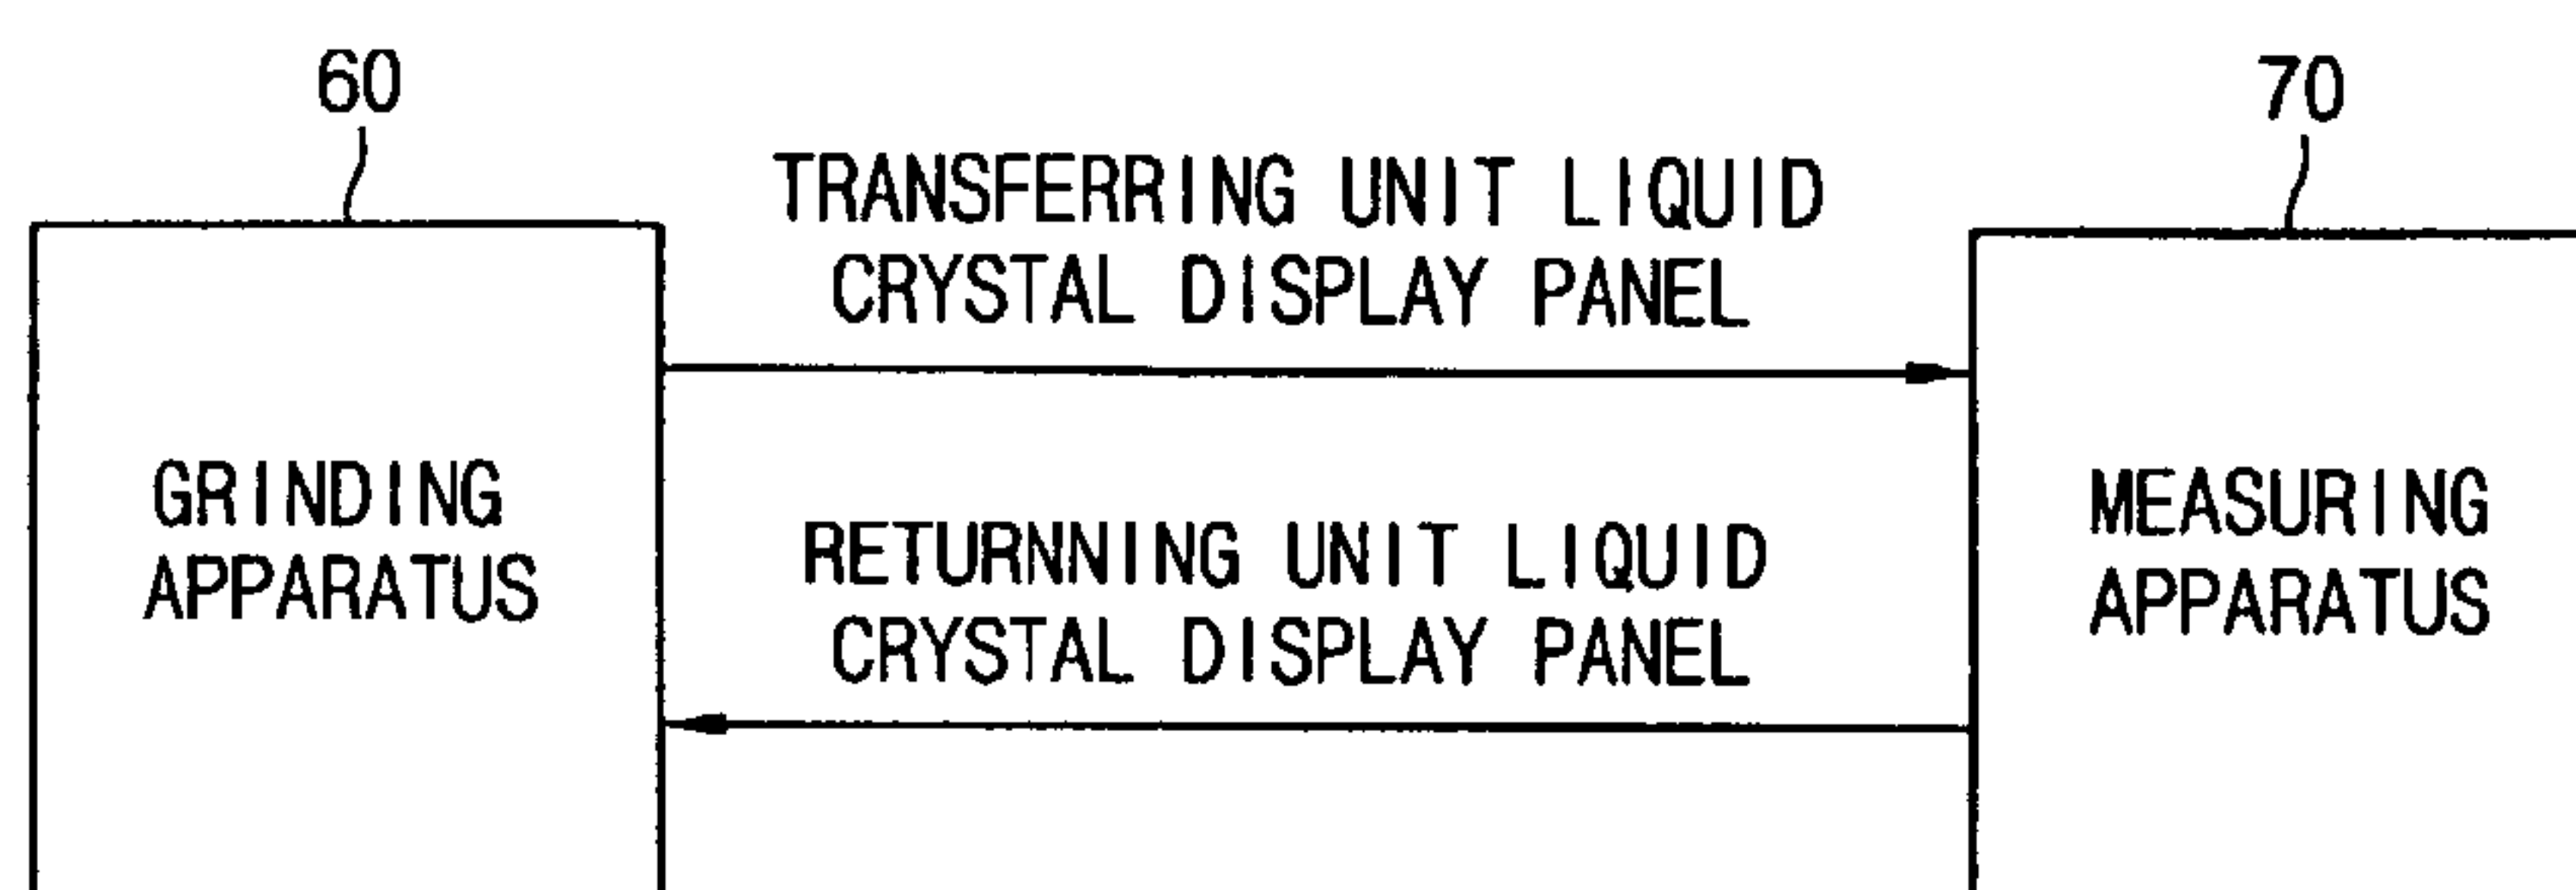 60
70
TRANSFERRING UNIT LIQUID
CRYSTAL DISPLAY PANEL
GRINDING
APPARATUS
RETURNNING UNIT LIQUID
CRYSTAL DISPLAY PANEL
MEASURING
APPARATUS